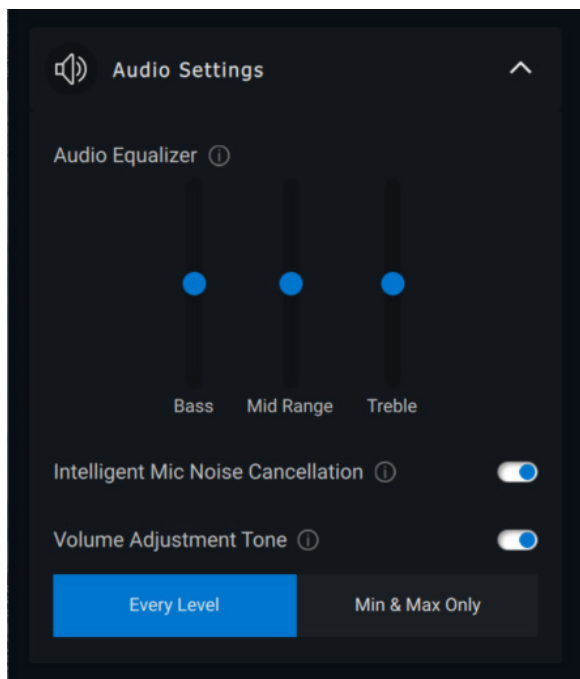 Audio Settings
Audio Equalizer
Bass Mid Range Treble
Intelligent Mic Noise Cancellation
Volume Adjustment Tone
Every Level Min & Max Only